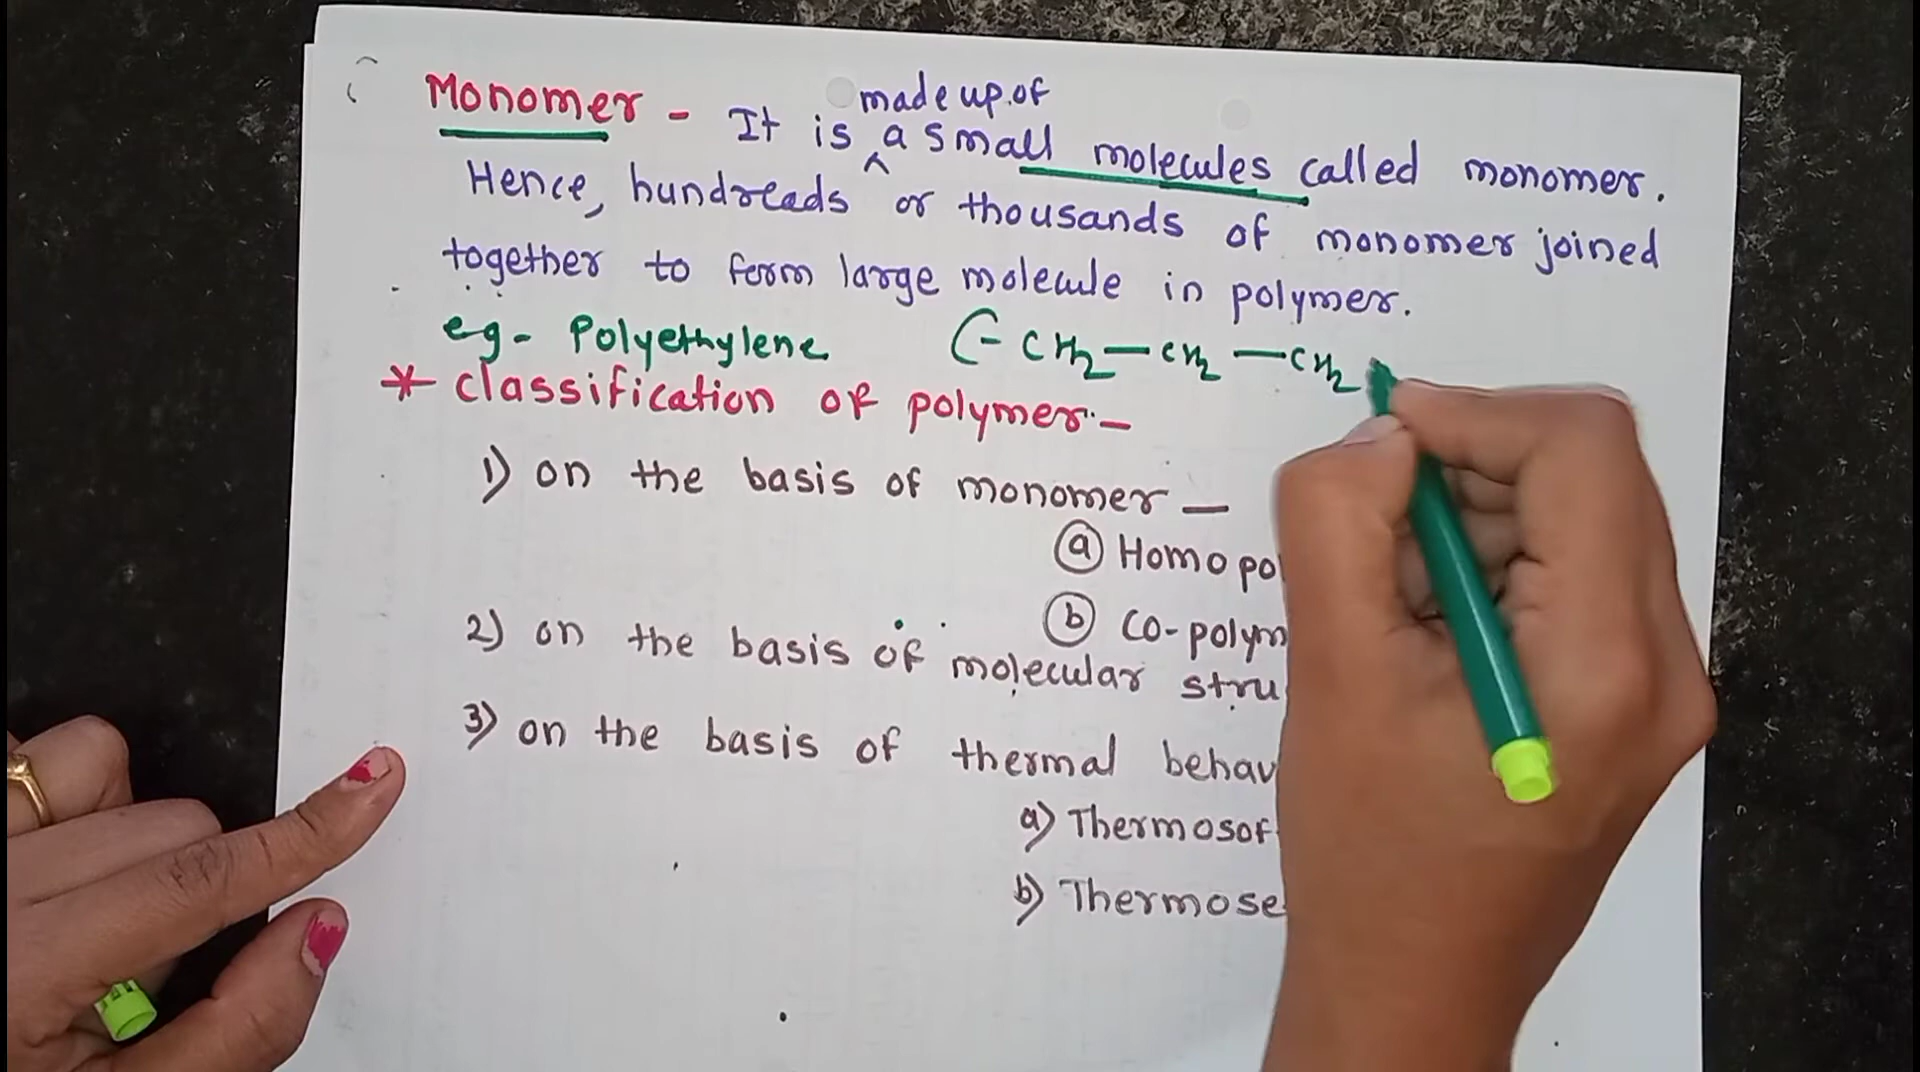 Monomer - It is made up of a small molecules called monomer.
Hence, hundreads or thousands of monomer joined
together to form large molecule in polymer.
eg- Polyethylene (- CH2 - CH2 - CH2
* classification of polymer:-
1) on the basis of monomer -
(a) Homo po
(b) Co-polym
2) on the basis of molecular stru
3) on the basis of thermal behav
a) Thermosof
b) Thermose